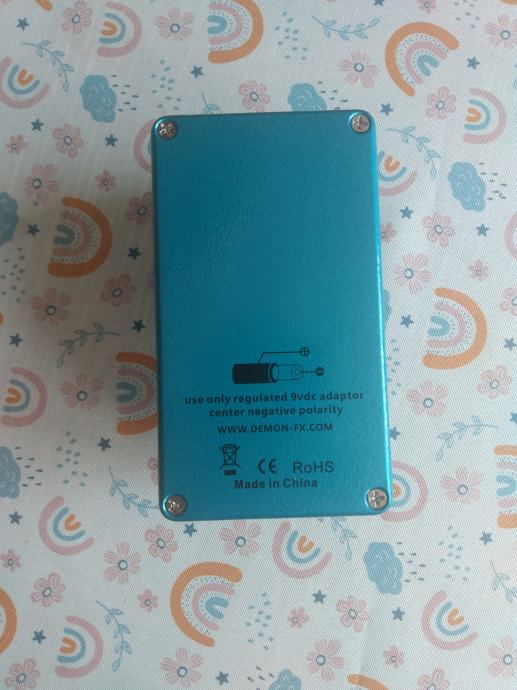 use only regulated 9vdc adaptor
center negative polarity
WWW.DEMON-FX.COM
CE RoHS
Made in China